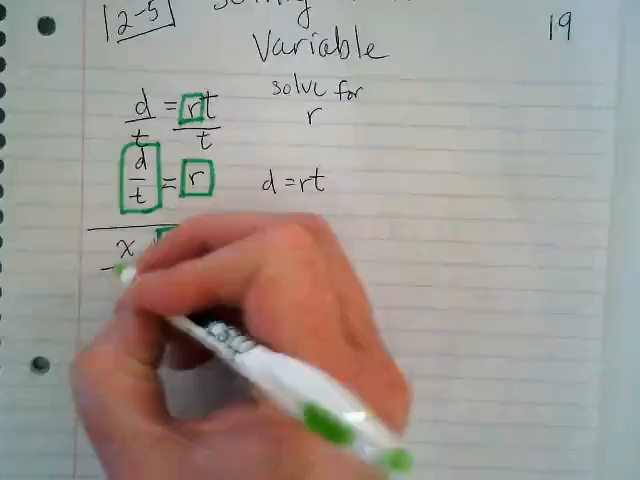 2-5
Variable
19
solve for
r
d = rt
t t
d/t = r
d = rt
x